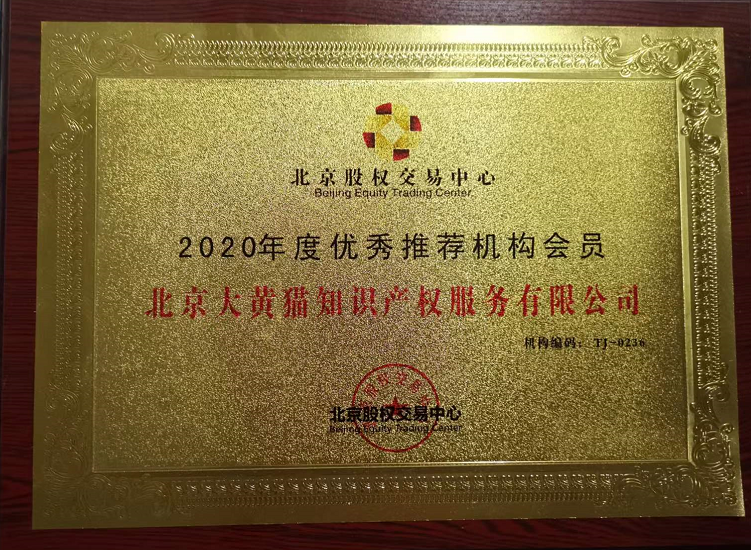 北京股权交易中心
Beijing Equity Trading Center
2020年度优秀推荐机构会员
北京大黄猫知识产权服务有限公司
机构编码：TJ-0236
北京股权交易中心
Beijing Equity Trading Center